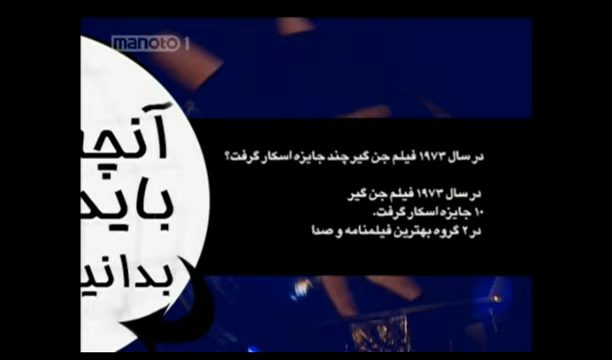 manoto 1
آنچه
باید
بدانی
در سال ۱۹۷۳ فیلم جن گیر چند جایزه اسکار گرفت؟
در سال ۱۹۷۳ فیلم جن گیر
۱۰ جایزه اسکار گرفت.
در ۲ گروه بهترین فیلمنامه و صدا